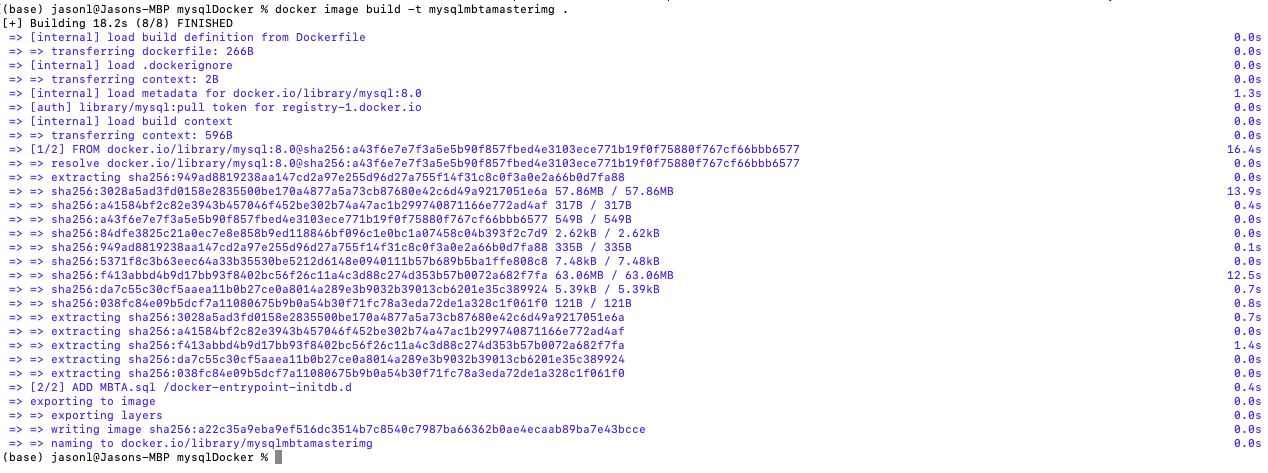 (base) jasonl@Jasons-MBP mysqlDocker % docker image build -t mysqlmbtamasterimg .
[+] Building 18.2s (8/8) FINISHED
=> [internal] load build definition from Dockerfile 0.0s
=> => transferring dockerfile: 266B 0.0s
=> [internal] load .dockerignore 0.0s
=> => transferring context: 2B 0.0s
=> [internal] load metadata for docker.io/library/mysql:8.0 1.3s
=> [auth] library/mysql:pull token for registry-1.docker.io 0.0s
=> [internal] load build context 0.0s
=> => transferring context: 596B 0.0s
=> [1/2] FROM docker.io/library/mysql:8.0@sha256:a43f6e7e7f3a5e5b90f857fbed4e3103ece771b19f0f75880f767cf66bbb6577 16.4s
=> => resolve docker.io/library/mysql:8.0@sha256:a43f6e7e7f3a5e5b90f857fbed4e3103ece771b19f0f75880f767cf66bbb6577 0.0s
=> => extracting sha256:949ad8819238aa147cd2a97e255d96d27a755f14f31c8c0f3a0e2a66b0d7fa88 0.0s
=> => sha256:3028a5ad3fd0158e2835500be170a4877a5a73cb87680e42c6d49a9217051e6a 57.86MB / 57.86MB 13.9s
=> => sha256:a41584bf2c82e3943b457046f452be302b74a47ac1b299740871166e772ad4af 317B / 317B 0.4s
=> => sha256:a43f6e7e7f3a5e5b90f857fbed4e3103ece771b19f0f75880f767cf66bbb6577 549B / 549B 0.0s
=> => sha256:84dfe3825c21a0ec7e8e858b9ed118846bf096c1e0bc1a07458c04b393f2c7d9 2.62kB / 2.62kB 0.0s
=> => sha256:949ad8819238aa147cd2a97e255d96d27a755f14f31c8c0f3a0e2a66b0d7fa88 335B / 335B 0.1s
=> => sha256:5371f8c3b63eec64a33b35530be5212d6148e0940111b57b689b5ba1ffe808c8 7.48kB / 7.48kB 0.0s
=> => sha256:f413abbd4b9d17bb93f8402bc56f26c11a4c3d88c274d353b57b0072a682f7fa 63.06MB / 63.06MB 12.5s
=> => sha256:da7c55c30cf5aaea11b0b27ce0a8014a289e3b9032b39013cb6201e35c389924 5.39kB / 5.39kB 0.7s
=> => sha256:038fc84e09b5dcf7a11080675b9b0a54b30f71fc78a3eda72de1a328c1f061f0 121B / 121B 0.8s
=> => extracting sha256:3028a5ad3fd0158e2835500be170a4877a5a73cb87680e42c6d49a9217051e6a 0.7s
=> => extracting sha256:a41584bf2c82e3943b457046f452be302b74a47ac1b299740871166e772ad4af 0.0s
=> => extracting sha256:f413abbd4b9d17bb93f8402bc56f26c11a4c3d88c274d353b57b0072a682f7fa 1.4s
=> => extracting sha256:da7c55c30cf5aaea11b0b27ce0a8014a289e3b9032b39013cb6201e35c389924 0.0s
=> => extracting sha256:038fc84e09b5dcf7a11080675b9b0a54b30f71fc78a3eda72de1a328c1f061f0 0.0s
=> [2/2] ADD MBTA.sql /docker-entrypoint-initdb.d 0.4s
=> exporting to image 0.0s
=> => exporting layers 0.0s
=> => writing image sha256:a22c35a9eba9ef516dc3514b7c8540c7987ba66362b0ae4ecaab89ba7e43bcce 0.0s
=> => naming to docker.io/library/mysqlmbtamasterimg 0.0s
(base) jasonl@Jasons-MBP mysqlDocker %